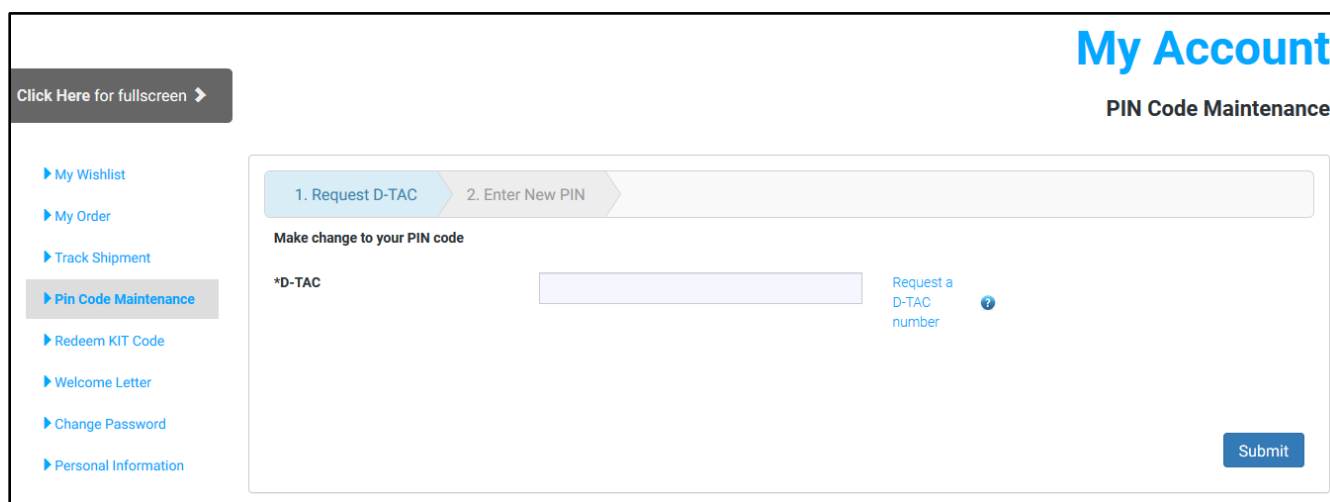 My Account
Click Here for fullscreen
PIN Code Maintenance
My Wishlist
My Order
Track Shipment
Pin Code Maintenance
Redeem KIT Code
Welcome Letter
Change Password
Personal Information
1. Request D-TAC 2. Enter New PIN
Make change to your PIN code
*D-TAC
Request a
D-TAC
number
?
Submit